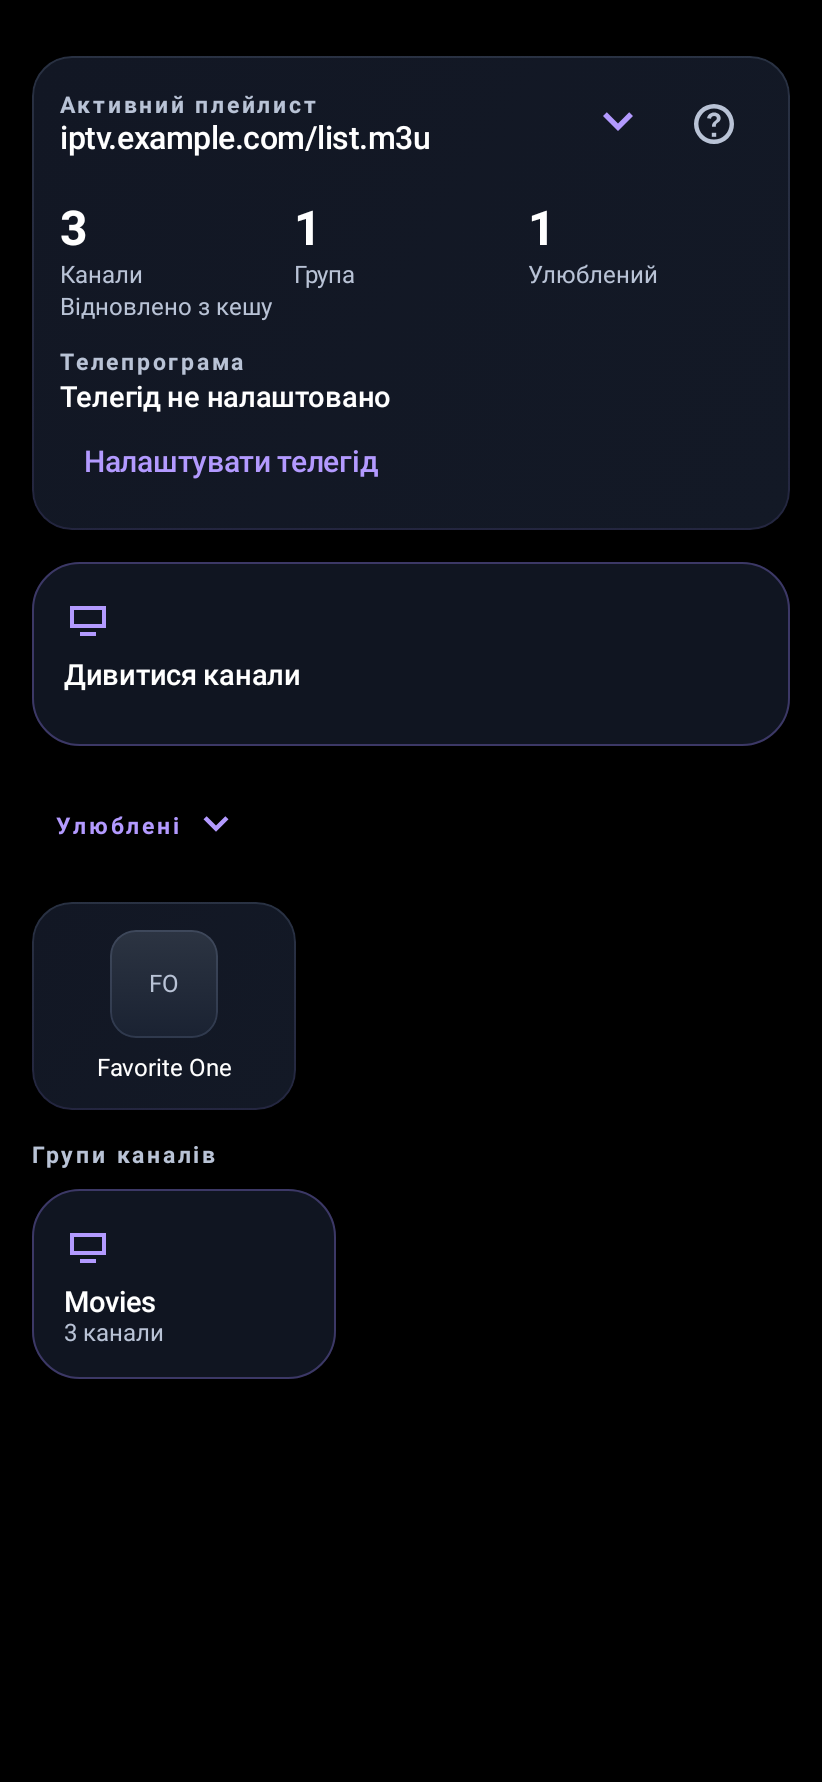 Активний плейлист
iptv.example.com/list.m3u
3
1
1
Канали
Група
Улюблений
Відновлено з кешу
Телепрограма
Телегід не налаштовано
Налаштувати телегід
Дивитися канали
Улюблені
FO
Favorite One
Групи каналів
Movies
3 канали